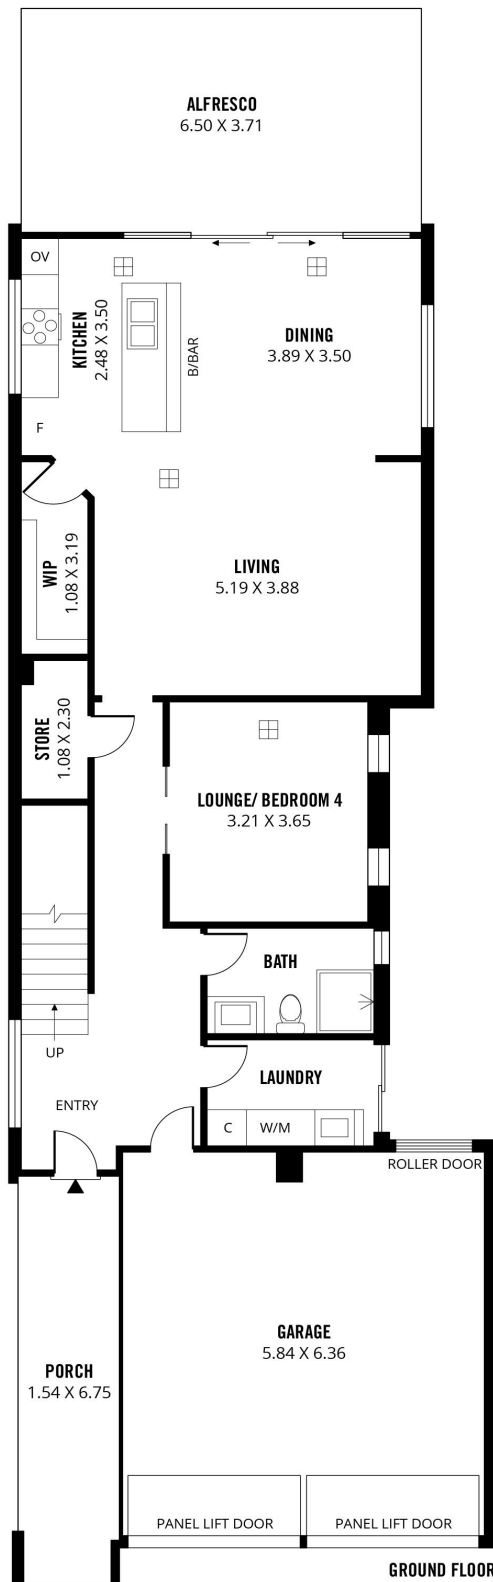 ALFRESCO
6.50 X 3.71
OV
KITCHEN
2.48 X 3.50
B/BAR
DINING
3.89 X 3.50
F
WIP
1.08 X 3.19
LIVING
5.19 X 3.88
STORE
1.08 X 2.30
LOUNGE/ BEDROOM 4
3.21 X 3.65
BATH
UP
LAUNDRY
ENTRY
C
W/M
ROLLER DOOR
GARAGE
5.84 X 6.36
PORCH
1.54 X 6.75
PANEL LIFT DOOR
PANEL LIFT DOOR
GROUND FLOOR